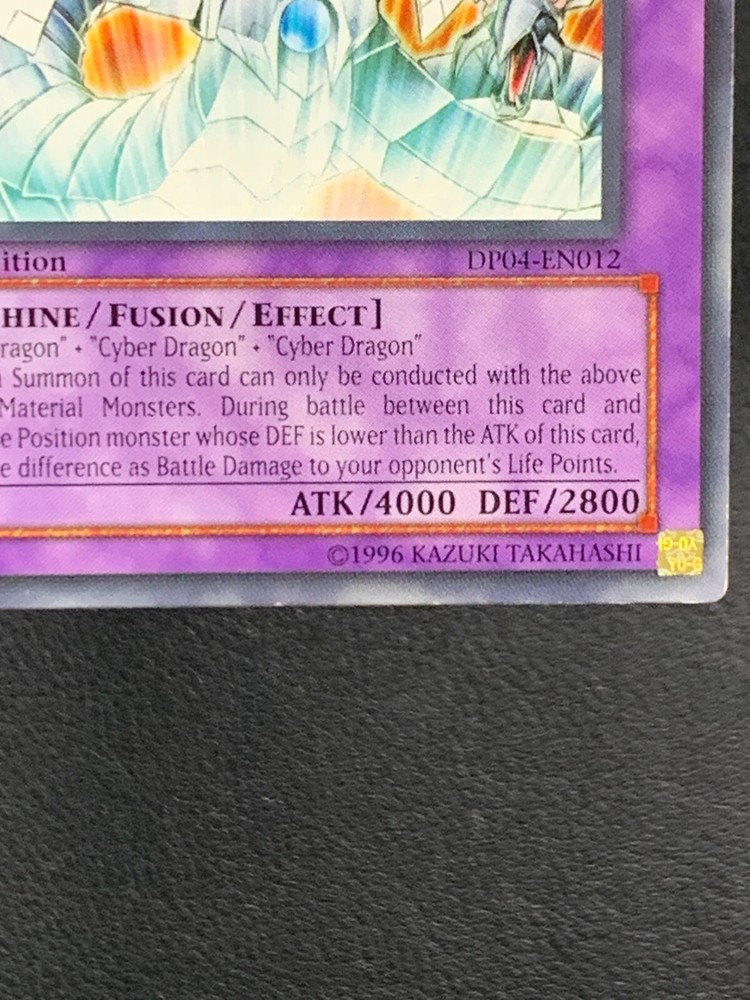 ition
DP04-EN012
HINE/FUSION/EFFECT]
ragon" + "Cyber Dragon" + "Cyber Dragon"
Summon of this card can only be conducted with the above
Material Monsters. During battle between this card and
e Position monster whose DEF is lower than the ATK of this card,
e difference as Battle Damage to your opponent's Life Points.
ATK/4000 DEF/2800
©1996 KAZUKI TAKAHASHI